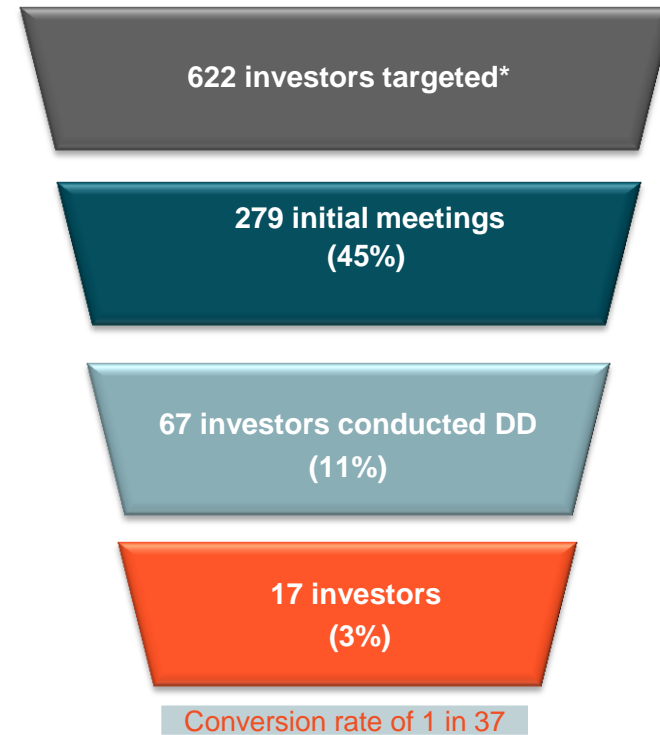 622 investors targeted*
279 initial meetings
(45%)
67 investors conducted DD
(11%)
17 investors
(3%)
Conversion rate of 1 in 37